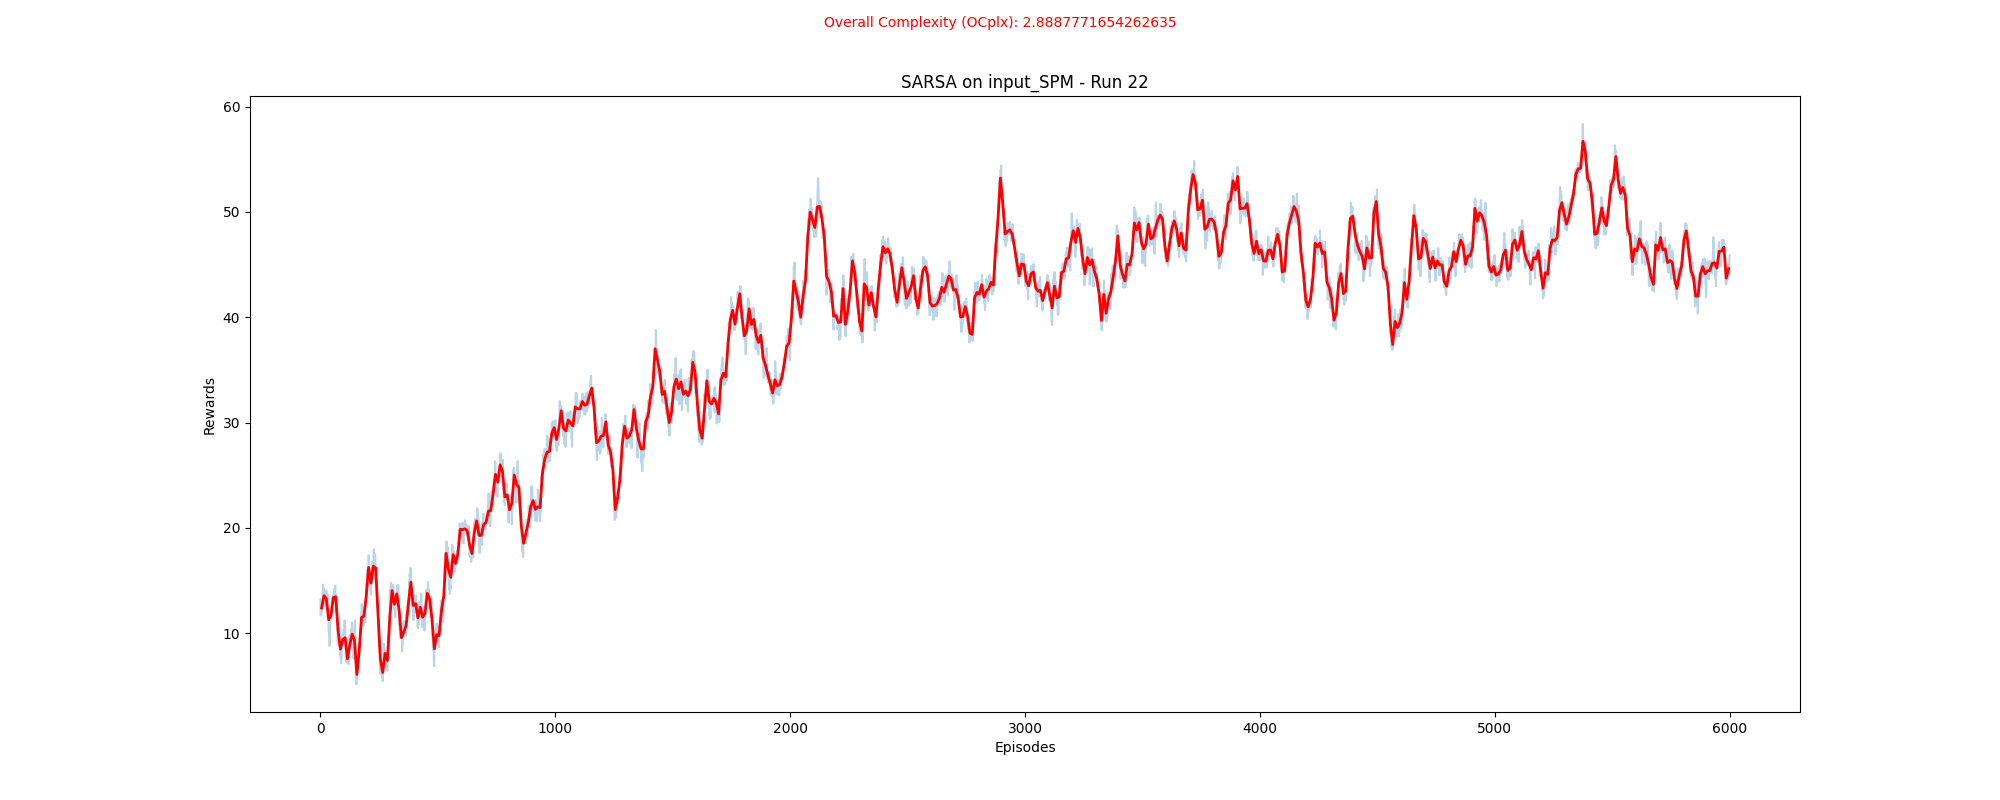 Overall Complexity (OCplx): 2.8887771654262635
SARSA on input_SPM - Run 22
60
50
40
30
20
10
Rewards
0 1000 2000 3000 4000 5000 6000
Episodes